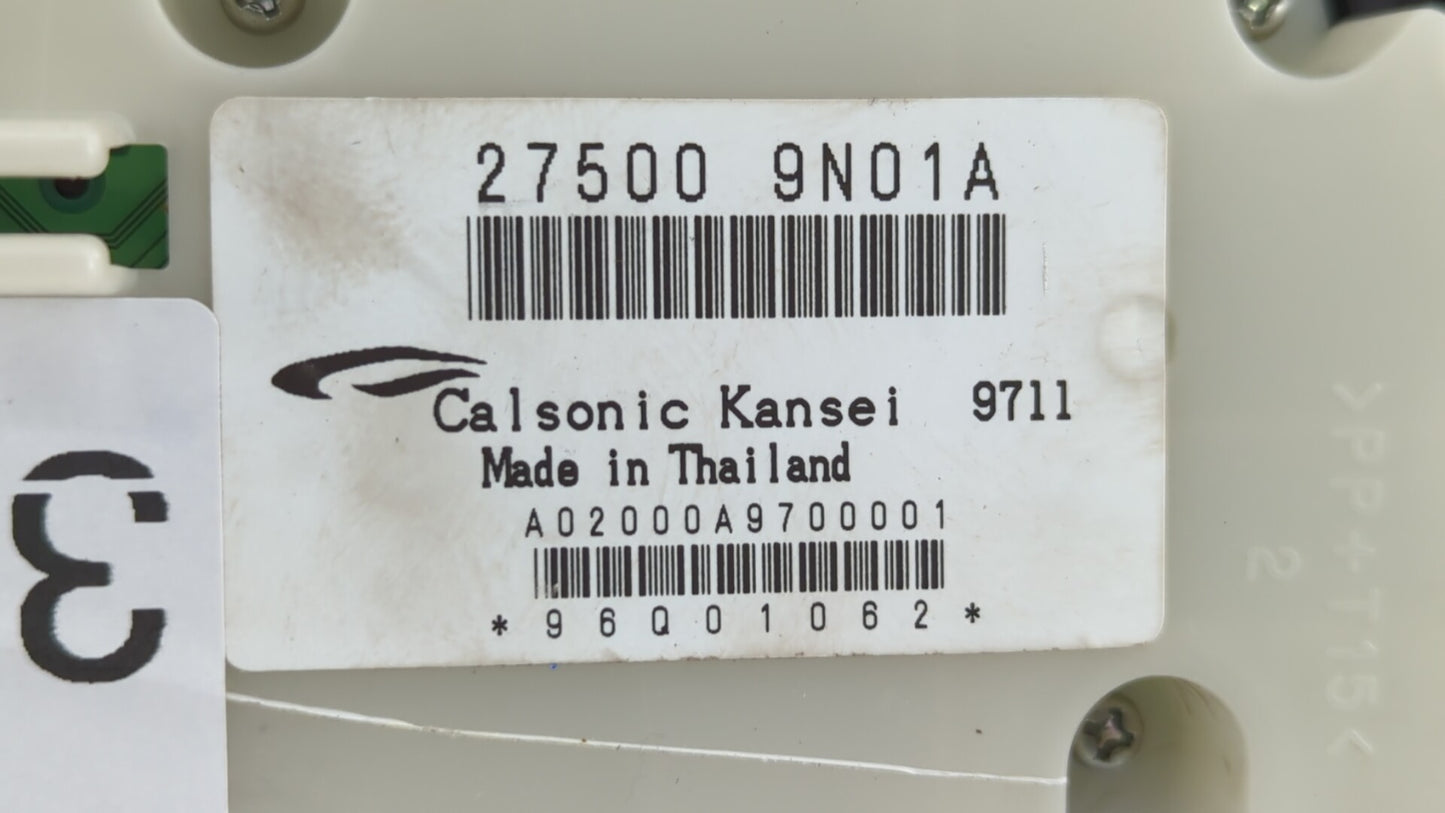 27500 9N01A
Calsonic Kansei 9711
Made in Thailand
A02000A9700001
*96Q01062*
3
>PP+T15<
2